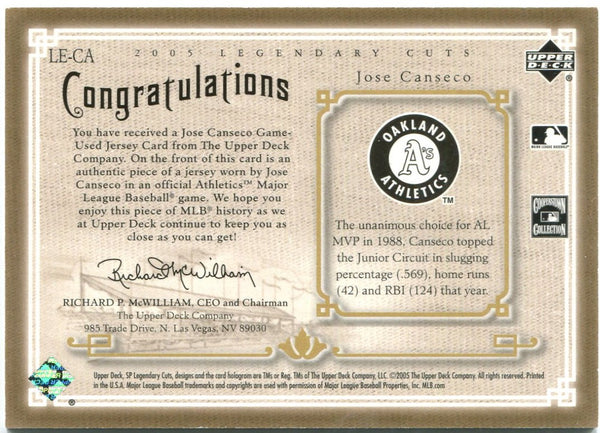 LE-CA
2005 LEGENDARY CUTS
UPPER
DECK
®
Congratulations
You have received a Jose Canseco Game-
Used Jersey Card from The Upper Deck
Company. On the front of this card is an
authentic piece of a jersey worn by Jose
Canseco in an official Athletics™ Major
League Baseball® game. We hope you
enjoy this piece of MLB® history as we
at Upper Deck continue to keep you as
close as you can get!
Richard McWilliam
RICHARD P. McWILLIAM, CEO and Chairman
The Upper Deck Company
985 Trade Drive, N. Las Vegas, NV 89030
Jose Canseco
OAKLAND
A's
ATHLETICS
TM
The unanimous choice for AL
MVP in 1988, Canseco topped
the Junior Circuit in slugging
percentage (.569), home runs
(42) and RBI (124) that year.
MAJOR LEAGUE BASEBALL
COOPERSTOWN
COLLECTION
Upper Deck, SP Legendary Cuts, designs and the card hologram are TMs or Reg. TMs of The Upper Deck Company, LLC. ©2005 The Upper Deck Company. All rights reserved. Printed
in the U.S.A. Major League Baseball trademarks and copyrights are used with permission of Major League Baseball Properties, Inc. MLB.com
®